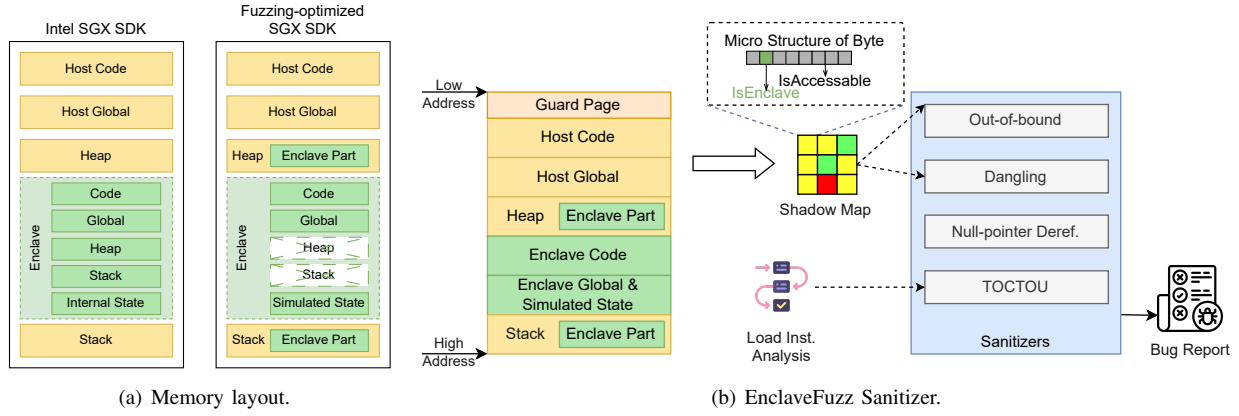 Intel SGX SDK
Host Code
Host Global
Heap
Enclave
Code
Global
Heap
Stack
Internal State
Stack
Fuzzing-optimized
SGX SDK
Host Code
Host Global
Heap
Enclave Part
Enclave
Code
Global
Heap
Stack
Simulated State
Stack
Enclave Part
(a) Memory layout.
Low
Address
High
Address
Guard Page
Host Code
Host Global
Heap
Enclave Part
Enclave Code
Enclave Global &
Simulated State
Stack
Enclave Part
Micro Structure of Byte
IsAccessable
IsEnclave
Shadow Map
Load Inst.
Analysis
Out-of-bound
Dangling
Null-pointer Deref.
TOCTOU
Sanitizers
Bug Report
(b) EnclaveFuzz Sanitizer.